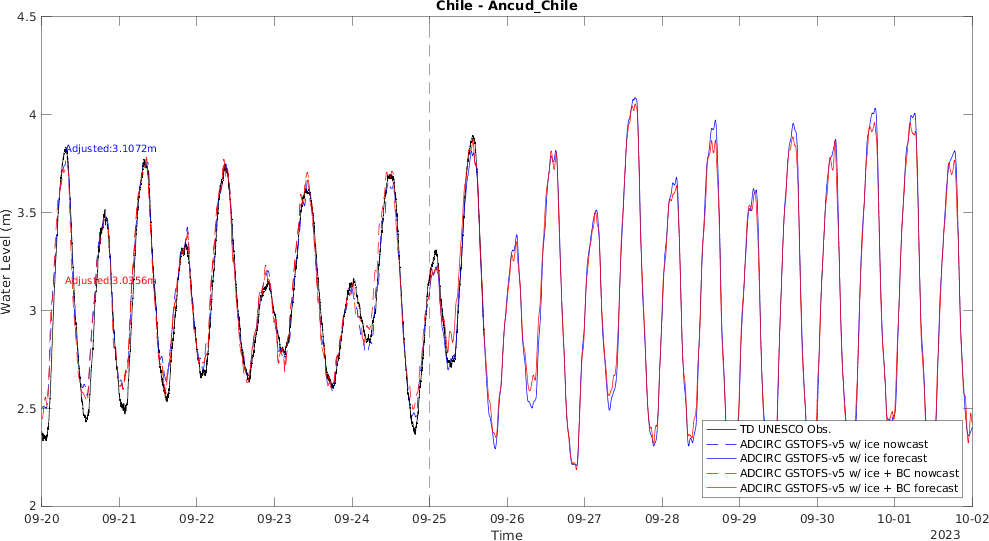 Chile - Ancud_Chile
4.5
4
3.5
3
2.5
2
Water Level (m)
Adjusted:3.1072m
Adjusted:3.0356m
TD UNESCO Obs.
ADCIRC GSTOFS-v5 w/ ice nowcast
ADCIRC GSTOFS-v5 w/ ice forecast
ADCIRC GSTOFS-v5 w/ ice + BC nowcast
ADCIRC GSTOFS-v5 w/ ice + BC forecast
09-20 09-21 09-22 09-23 09-24 09-25 09-26 09-27 09-28 09-29 09-30 10-01 10-02
Time
2023